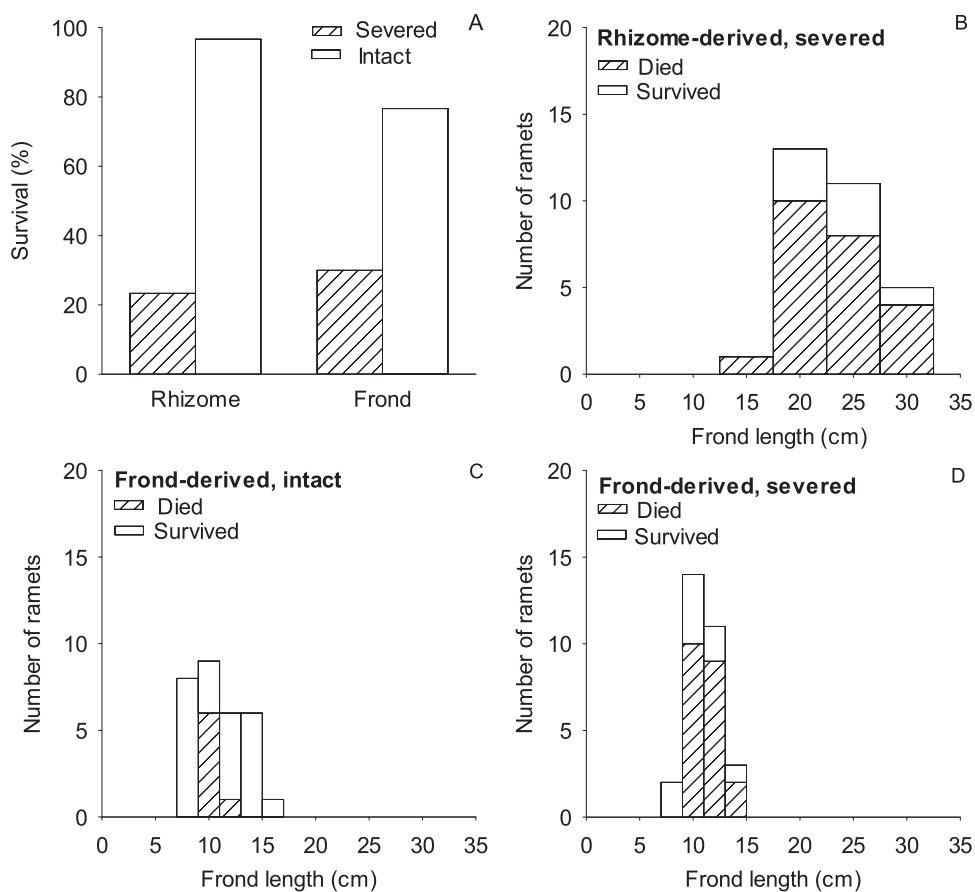 A
Severed
Intact
Survival (%)
100
80
60
40
20
0
Rhizome
Frond
B
Rhizome-derived, severed
Died
Survived
Number of ramets
20
15
10
5
0
0 5 10 15 20 25 30 35
Frond length (cm)
C
Frond-derived, intact
Died
Survived
Number of ramets
20
15
10
5
0
0 5 10 15 20 25 30 35
Frond length (cm)
D
Frond-derived, severed
Died
Survived
Number of ramets
20
15
10
5
0
0 5 10 15 20 25 30 35
Frond length (cm)